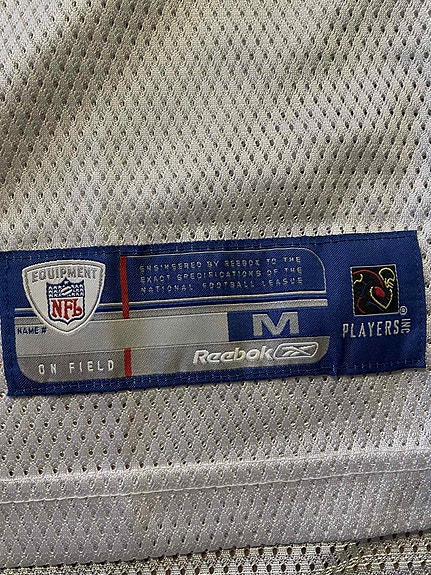 EQUIPMENT
NFL
ENGINEERED BY REEBOK TO THE
EXACT SPECIFICATIONS OF THE
NATIONAL FOOTBALL LEAGUE
NAME #
M
ON FIELD
Reebok
PLAYERS INC®